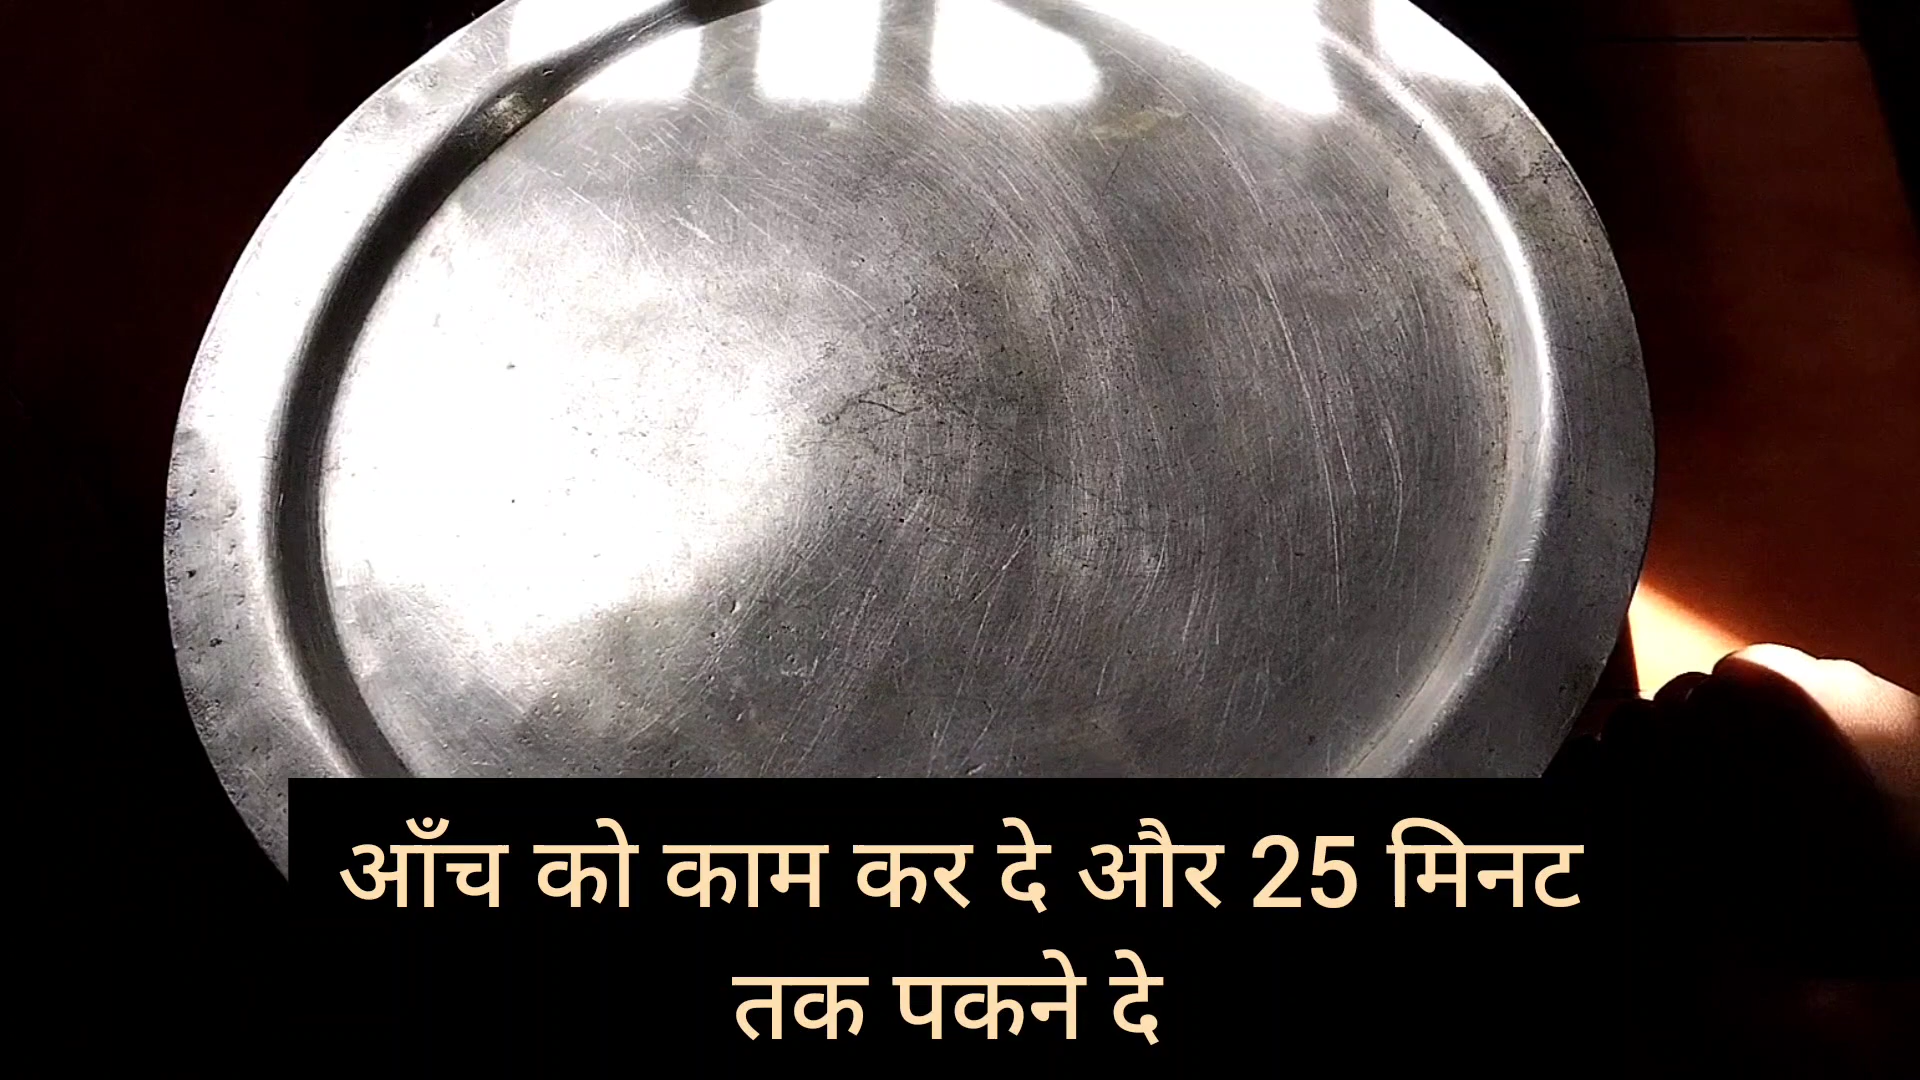 आँच को काम कर दे और 25 मिनट
तक पकने दे